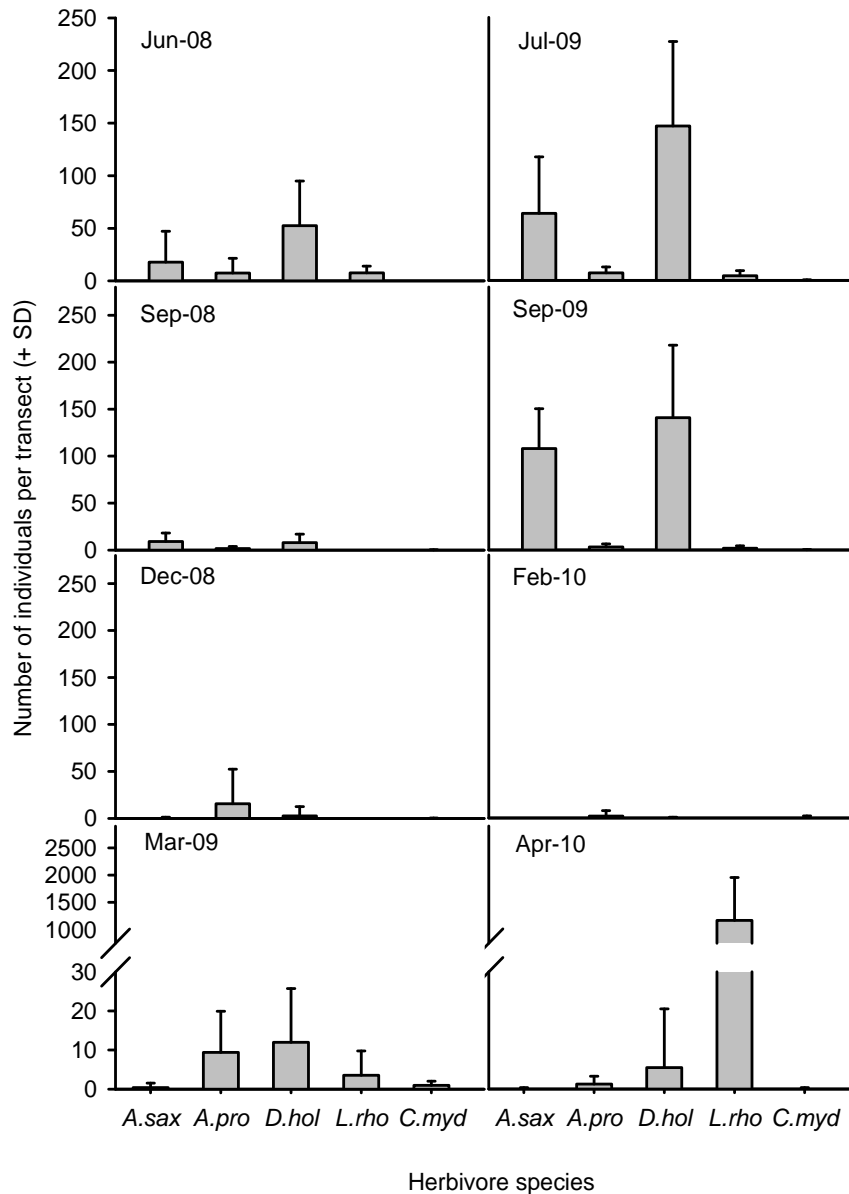 Number of individuals per transect (+ SD)
Jun-08
250
200
150
100
50
0
Jul-09
Sep-08
250
200
150
100
50
0
Sep-09
Dec-08
250
200
150
100
50
0
Feb-10
Mar-09
2500
2000
1500
1000
30
20
10
0
Apr-10
A.sax A.pro D.hol L.rho C.myd A.sax A.pro D.hol L.rho C.myd
Herbivore species